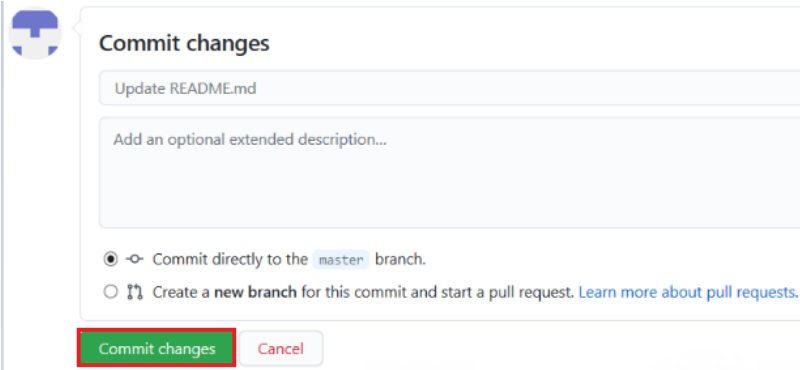 Commit changes
Update README.md
Add an optional extended description...
Commit directly to the master branch.
Create a new branch for this commit and start a pull request. Learn more about pull requests.
Commit changes
Cancel